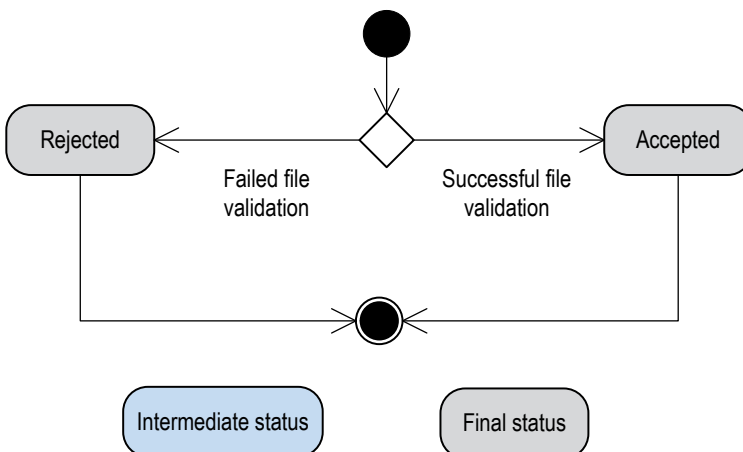 Rejected
Accepted
Failed file
validation
Successful file
validation
Intermediate status
Final status